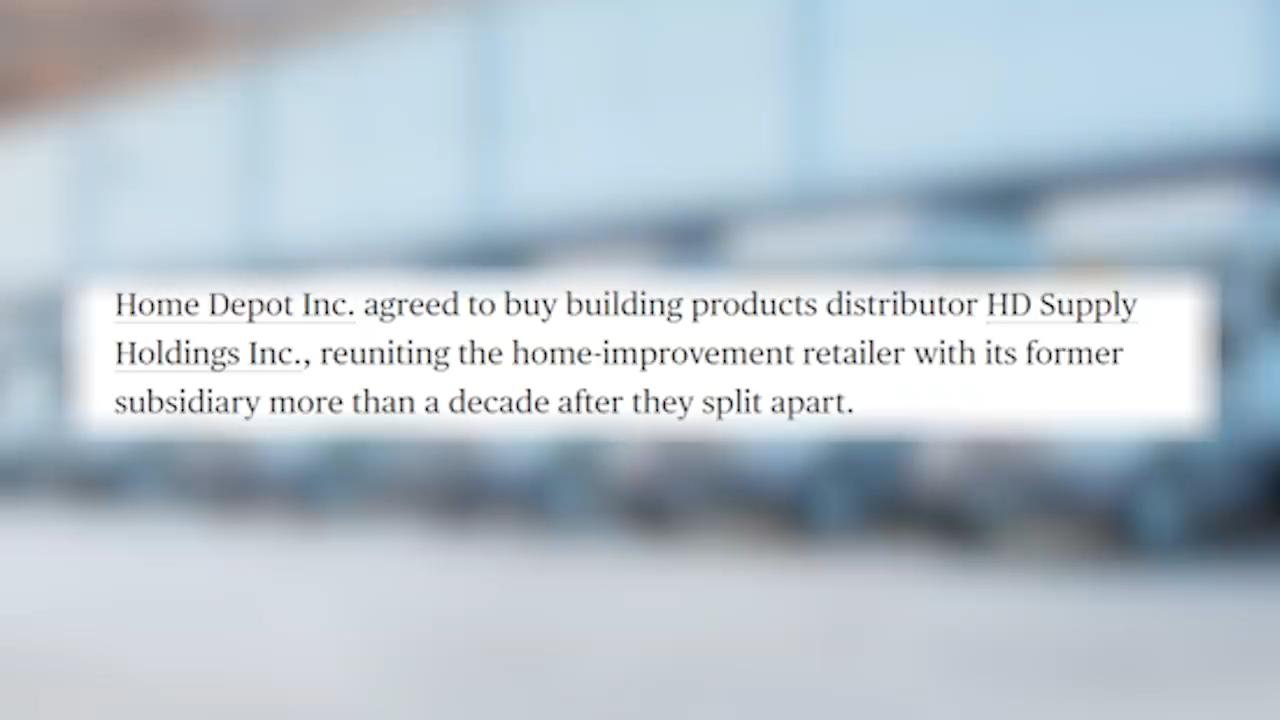 Home Depot Inc. agreed to buy building products distributor HD Supply
Holdings Inc., reuniting the home-improvement retailer with its former
subsidiary more than a decade after they split apart.